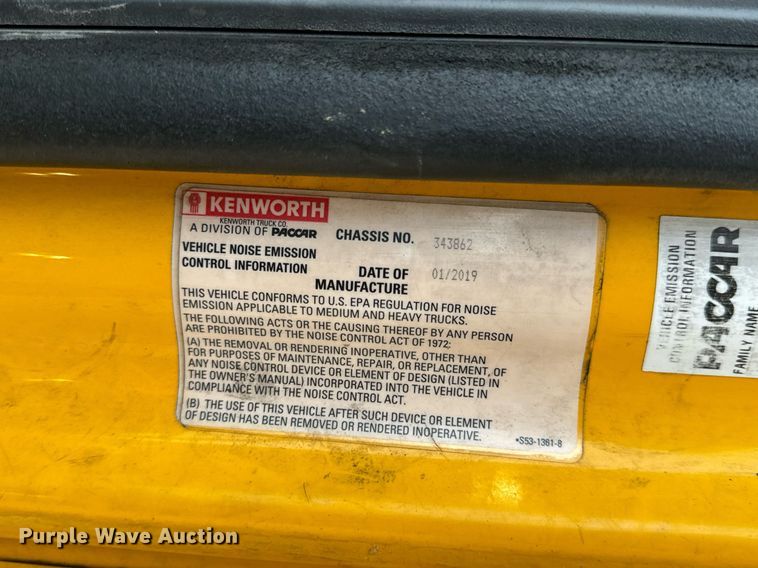 KENWORTH
KENWORTH TRUCK CO.
A DIVISION OF PACCAR
CHASSIS NO. 343862
VEHICLE NOISE EMISSION
CONTROL INFORMATION
DATE OF
MANUFACTURE
01/2019
THIS VEHICLE CONFORMS TO U.S. EPA REGULATION FOR NOISE
EMISSION APPLICABLE TO MEDIUM AND HEAVY TRUCKS.
THE FOLLOWING ACTS OR THE CAUSING THEREOF BY ANY PERSON
ARE PROHIBITED BY THE NOISE CONTROL ACT OF 1972:
(A) THE REMOVAL OR RENDERING INOPERATIVE, OTHER THAN
FOR PURPOSES OF MAINTENANCE, REPAIR, OR REPLACEMENT, OF
ANY NOISE CONTROL DEVICE OR ELEMENT OF DESIGN (LISTED IN
THE OWNER'S MANUAL) INCORPORATED INTO THE VEHICLE IN
COMPLIANCE WITH THE NOISE CONTROL ACT.
(B) THE USE OF THIS VEHICLE AFTER SUCH DEVICE OR ELEMENT
OF DESIGN HAS BEEN REMOVED OR RENDERED INOPERATIVE.
*S53-1361-8
VEHICLE EMISSION
CONTROL INFORMATION
PACCAR
FAMILY NAME
Purple Wave Auction